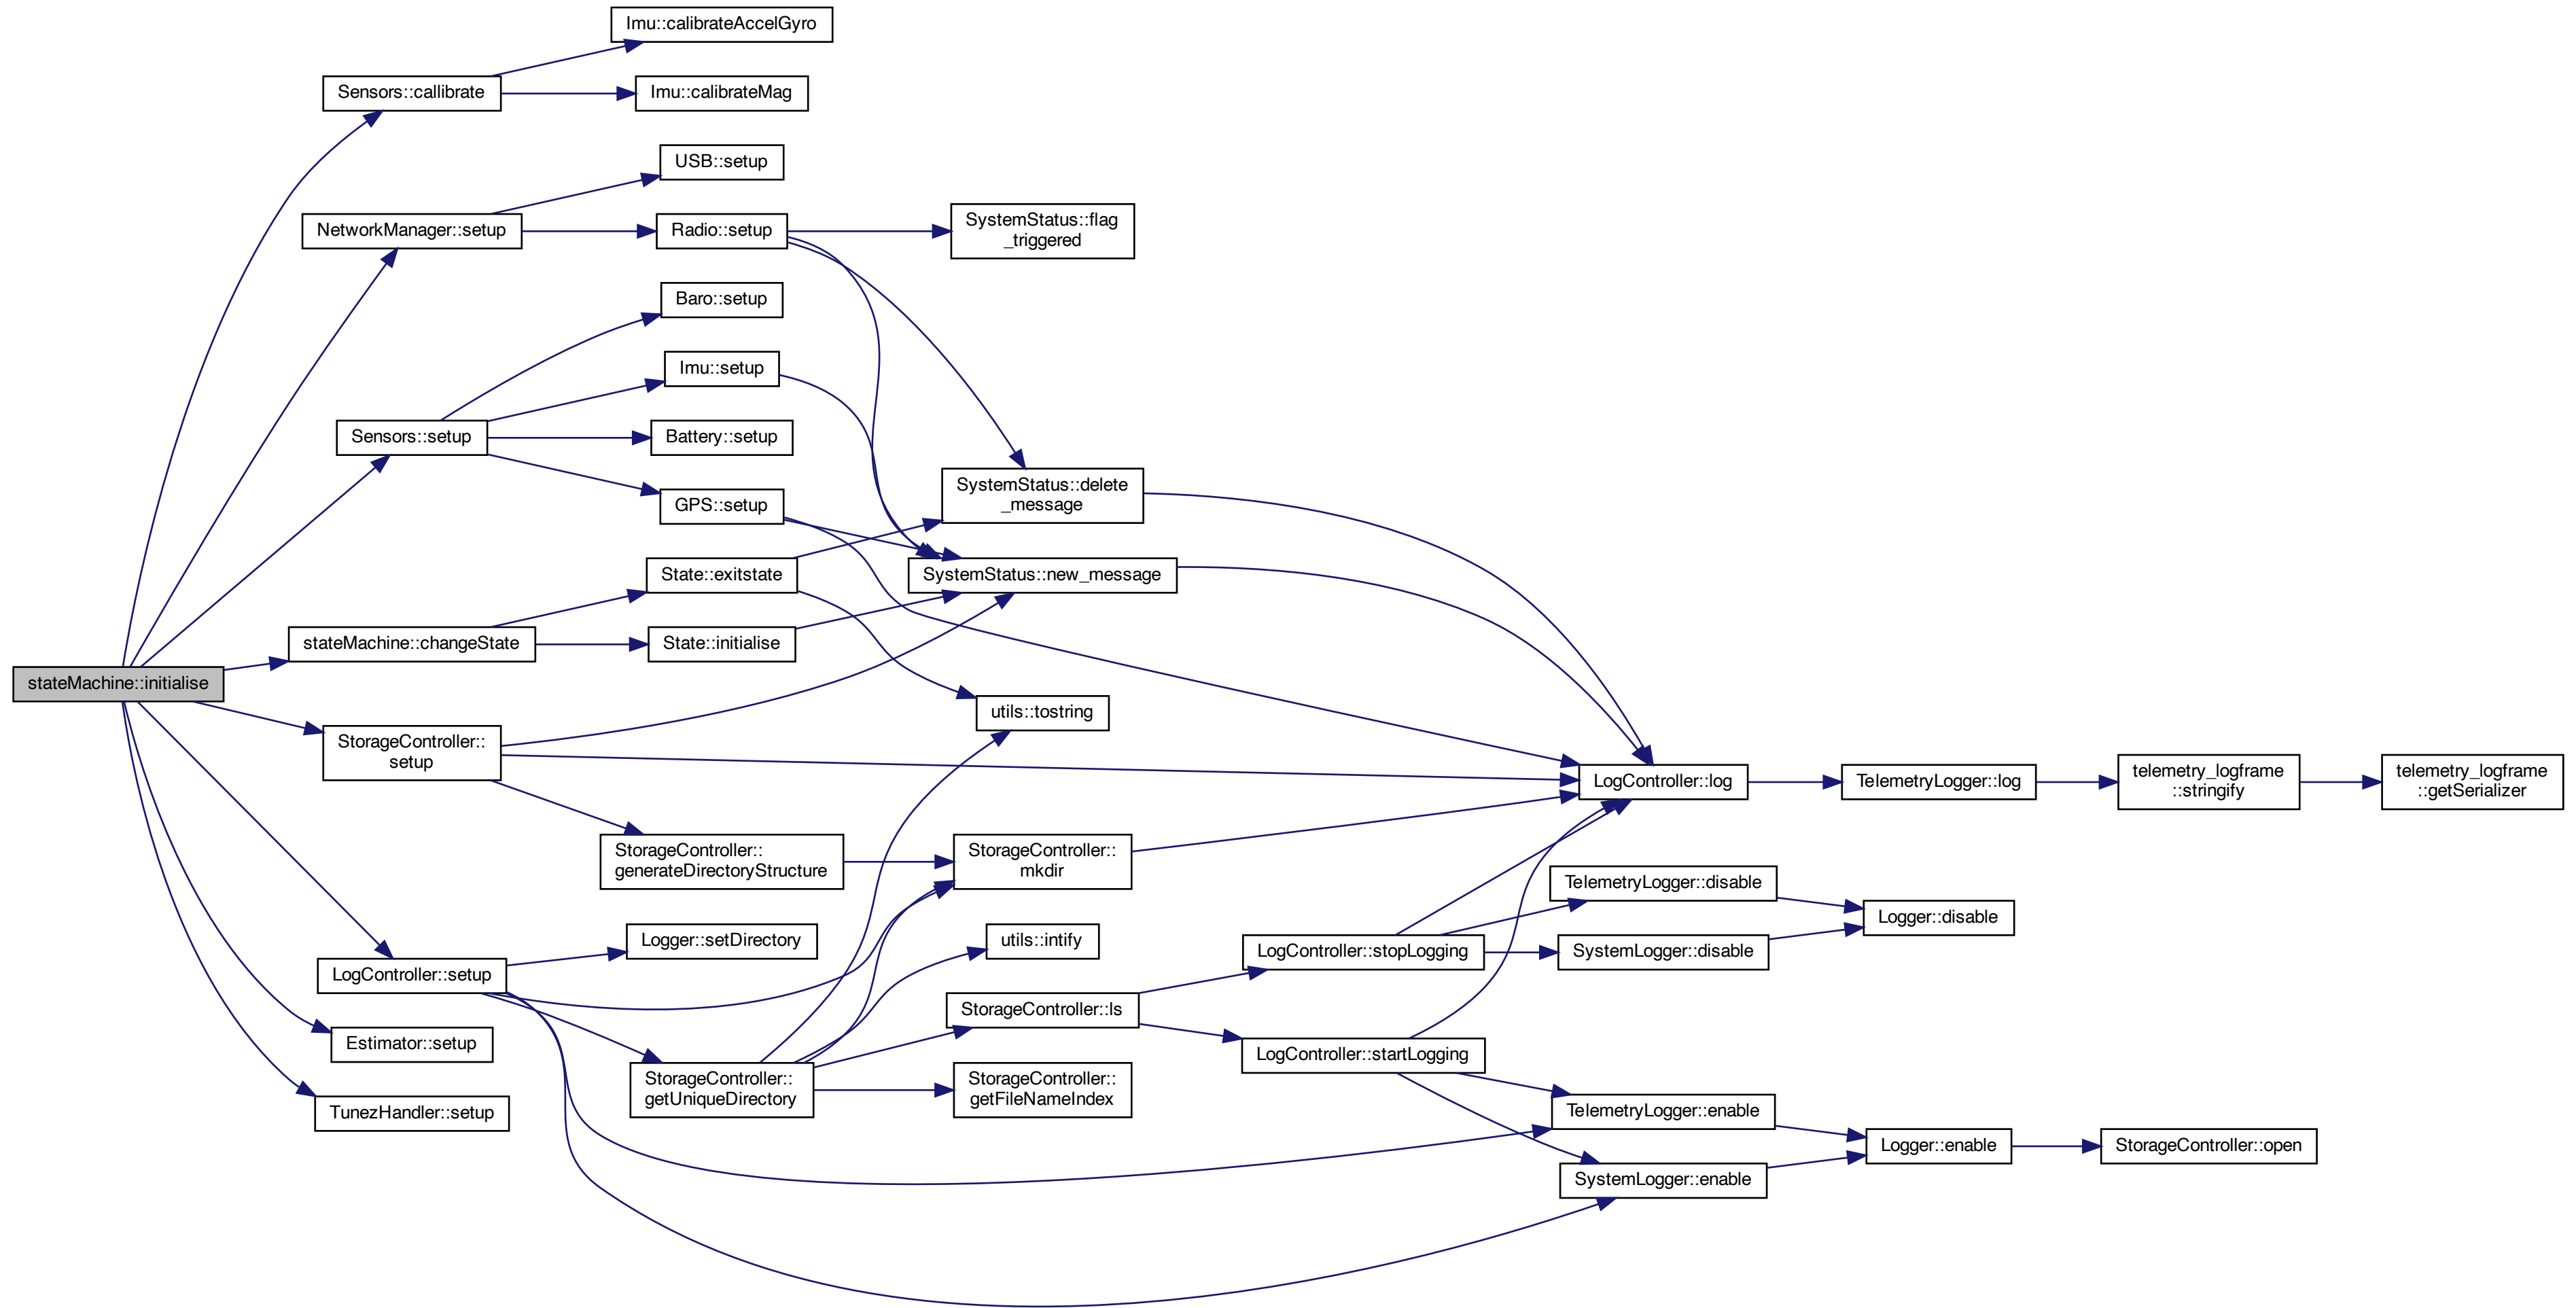 Imu::calibrateAccelGyro
Sensors::callibrate
Imu::calibrateMag
USB::setup
NetworkManager::setup
Radio::setup
SystemStatus::flag
_triggered
Baro::setup
Imu::setup
Sensors::setup
Battery::setup
GPS::setup
SystemStatus::delete
_message
State::exitstate
SystemStatus::new_message
stateMachine::changeState
State::initialise
stateMachine::initialise
utils::tostring
StorageController::
setup
LogController::log
TelemetryLogger::log
telemetry_logframe
::stringify
telemetry_logframe
::getSerializer
StorageController::
generateDirectoryStructure
StorageController::
mkdir
TelemetryLogger::disable
Logger::disable
Logger::setDirectory
utils::intify
LogController::stopLogging
SystemLogger::disable
LogController::setup
StorageController::ls
Estimator::setup
LogController::startLogging
StorageController::
getUniqueDirectory
StorageController::
getFileNameIndex
TunezHandler::setup
TelemetryLogger::enable
Logger::enable
StorageController::open
SystemLogger::enable